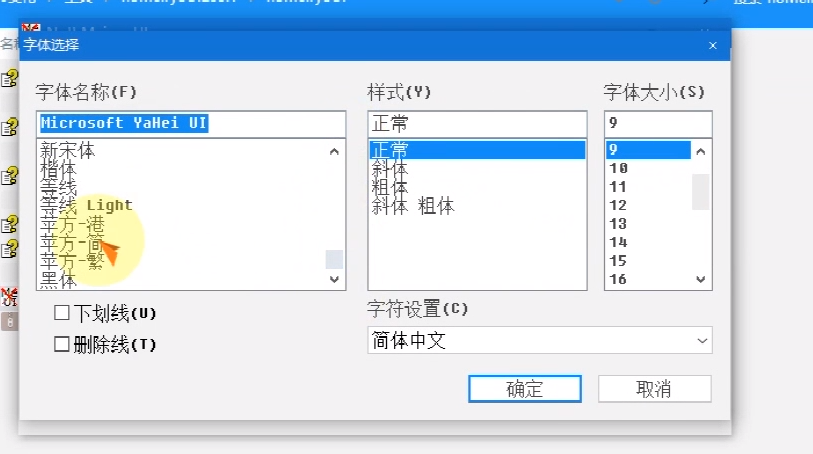 字体选择
字体名称(F)
样式(Y)
字体大小(S)
Microsoft YaHei UI
正常
9
新宋体
楷体
等线
等线 Light
苹方-港
苹方-简
苹方-繁
黑体
正常
斜体
粗体
斜体 粗体
9
10
11
12
13
14
15
16
下划线(U)
删除线(T)
字符设置(C)
简体中文
确定
取消